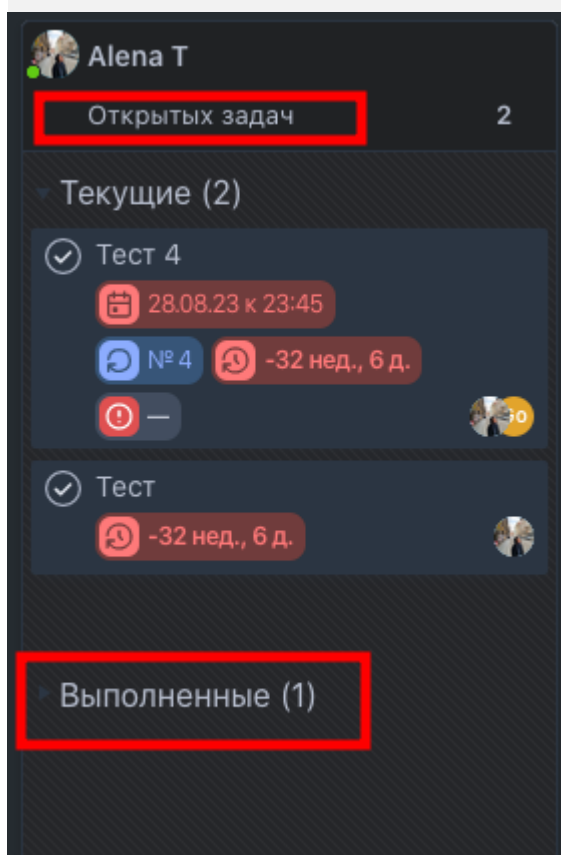 Alena T
Открытых задач 2
Текущие (2)
Тест 4
28.08.23 к 23:45
№ 4 -32 нед., 6 д.
—
Тест
-32 нед., 6 д.
Выполненные (1)